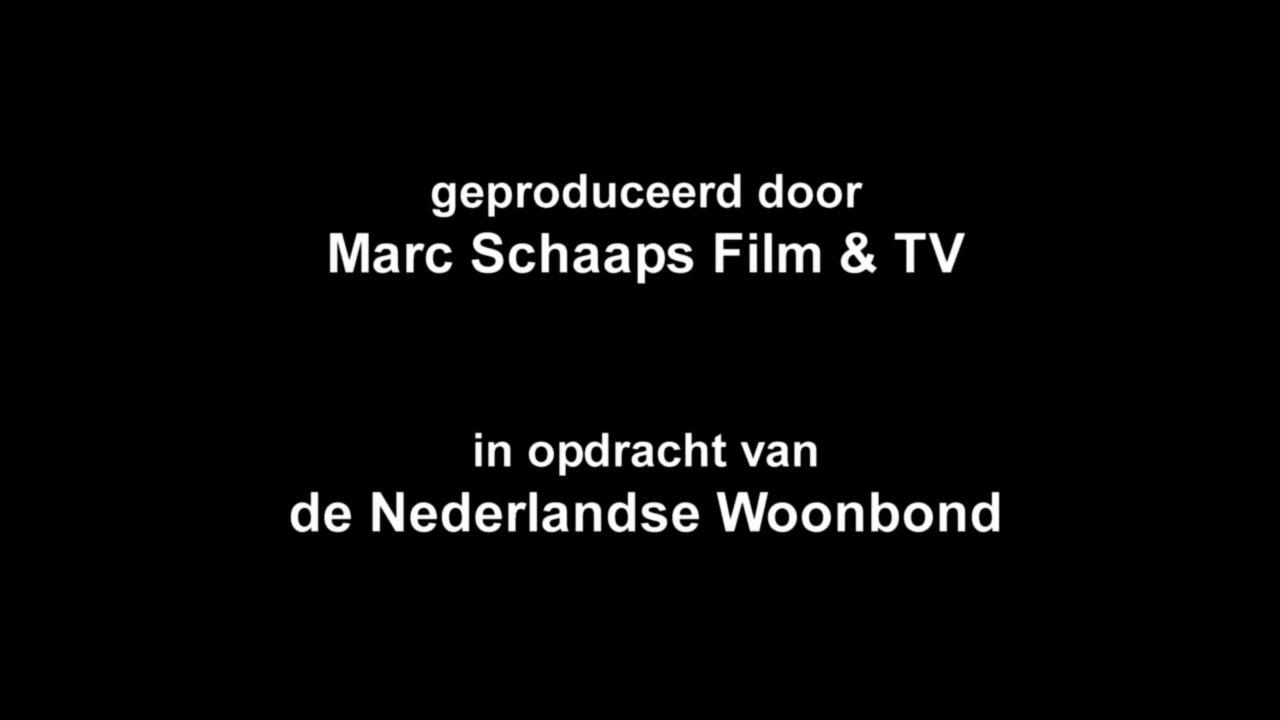 geproduceerd door
Marc Schaaps Film & TV
in opdracht van
de Nederlandse Woonbond